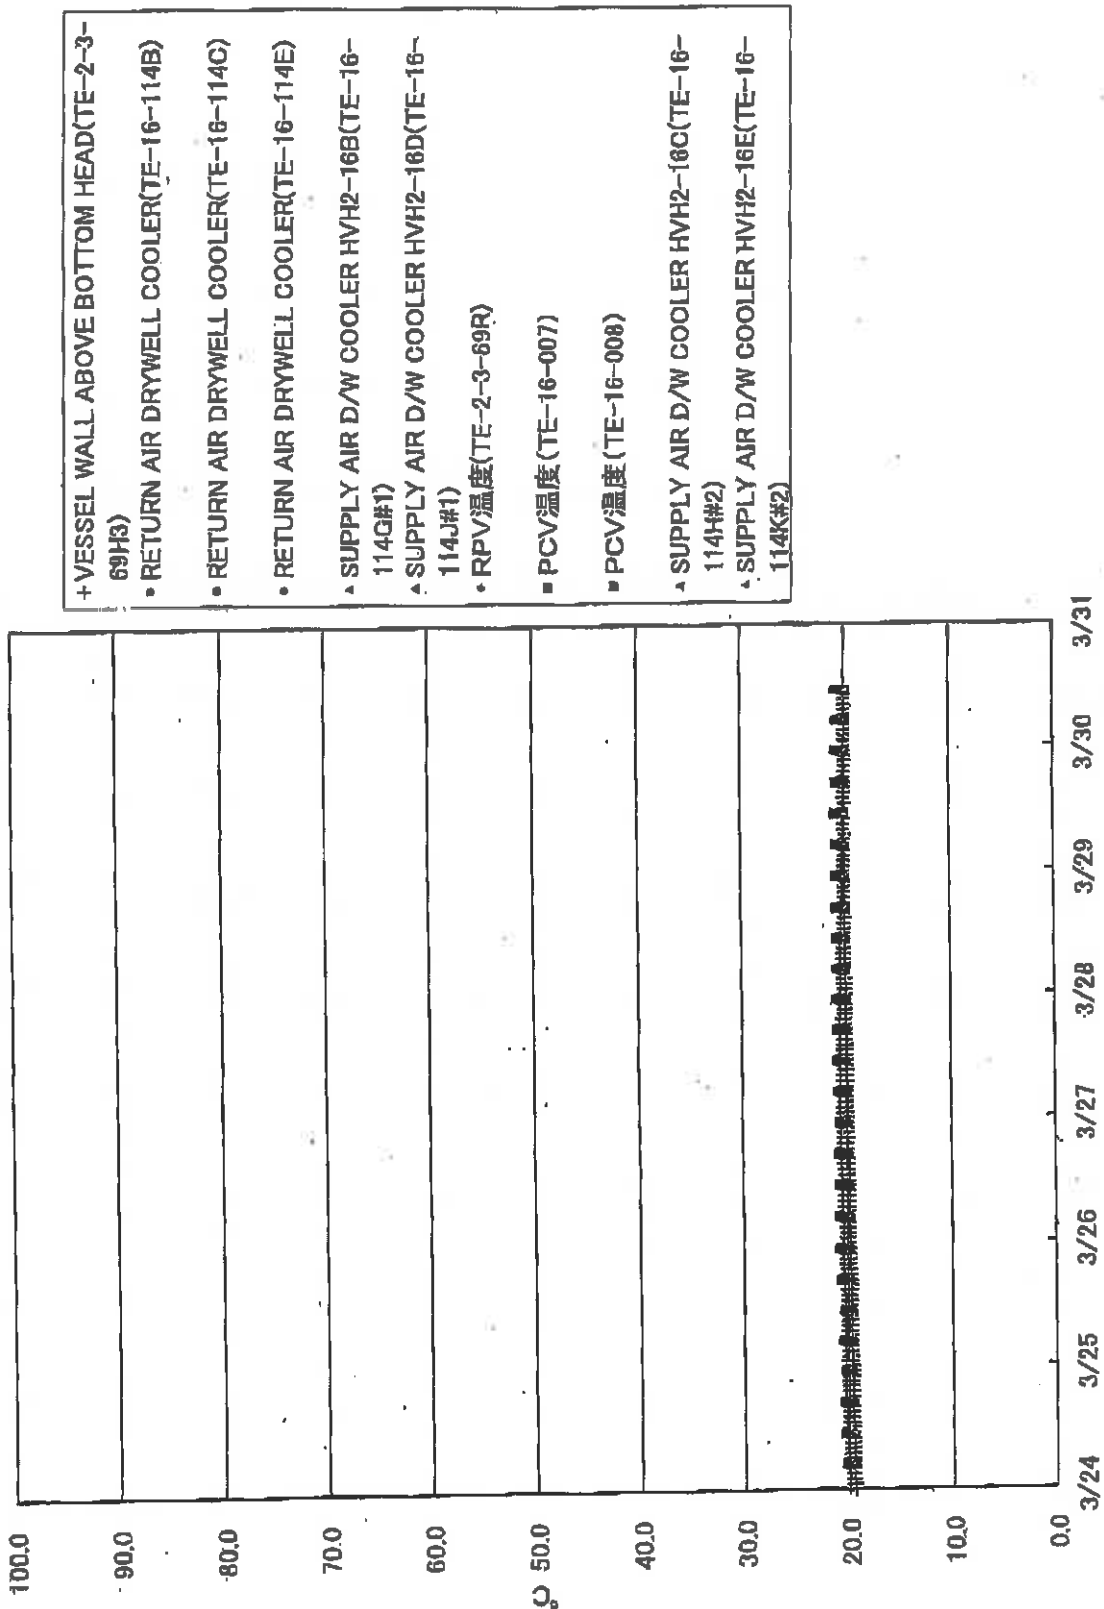 +VESSEL WALL ABOVE BOTTOM HEAD(TE-2-3-
69H3)
• RETURN AIR DRYWELL COOLER(TE-16-114B)
• RETURN AIR DRYWELL COOLER(TE-16-114C)
• RETURN AIR DRYWELL COOLER(TE-16-114E)
▲ SUPPLY AIR D/W COOLER HVH2-16B(TE-16-
114G#1)
▲ SUPPLY AIR D/W COOLER HVH2-16D(TE-16-
114J#1)
◆ RPV温度(TE-2-3-69R)
■ PCV温度(TE-16-007)
■ PCV温度(TE-16-008)
▲ SUPPLY AIR D/W COOLER HVH2-16C(TE-16-
114H#2)
▲ SUPPLY AIR D/W COOLER HVH2-16E(TE-16-
114K#2)
100.0
90.0
80.0
70.0
60.0
℃ 50.0
40.0
30.0
20.0
10.0
0.0
3/24 3/25 3/26 3/27 3/28 3/29 3/30 3/31